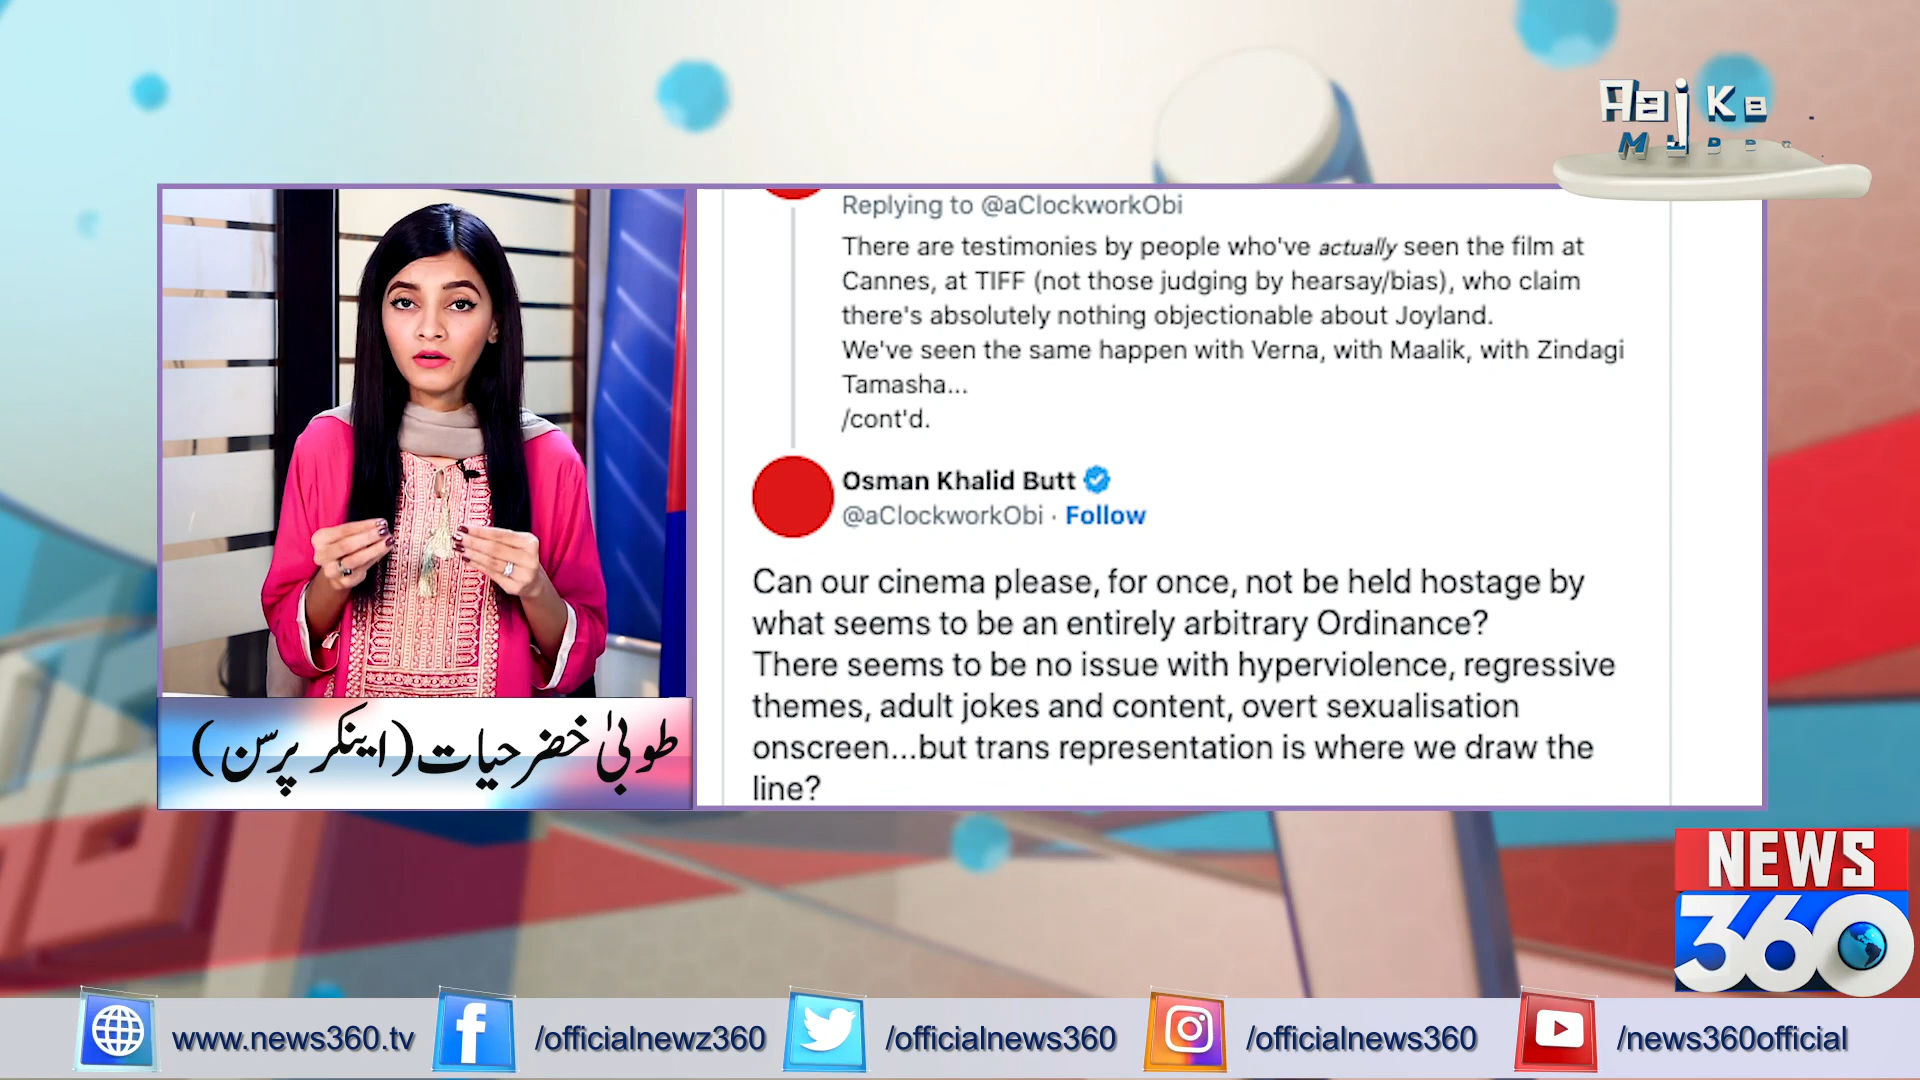 Aaj Ka
Replying to @aClockworkObi
There are testimonies by people who've actually seen the film at
Cannes, at TIFF (not those judging by hearsay/bias), who claim
there's absolutely nothing objectionable about Joyland.
We've seen the same happen with Verna, with Maalik, with Zindagi
Tamasha...
/cont'd.
Osman Khalid Butt
@aClockworkObi · Follow
Can our cinema please, for once, not be held hostage by
what seems to be an entirely arbitrary Ordinance?
There seems to be no issue with hyperviolence, regressive
themes, adult jokes and content, overt sexualisation
onscreen...but trans representation is where we draw the
line?
طوبیٰ خضر حیات (اینکر پرسن)
NEWS
360
www.news360.tv
/officialnewz360
/officialnews360
/officialnews360
/news360official